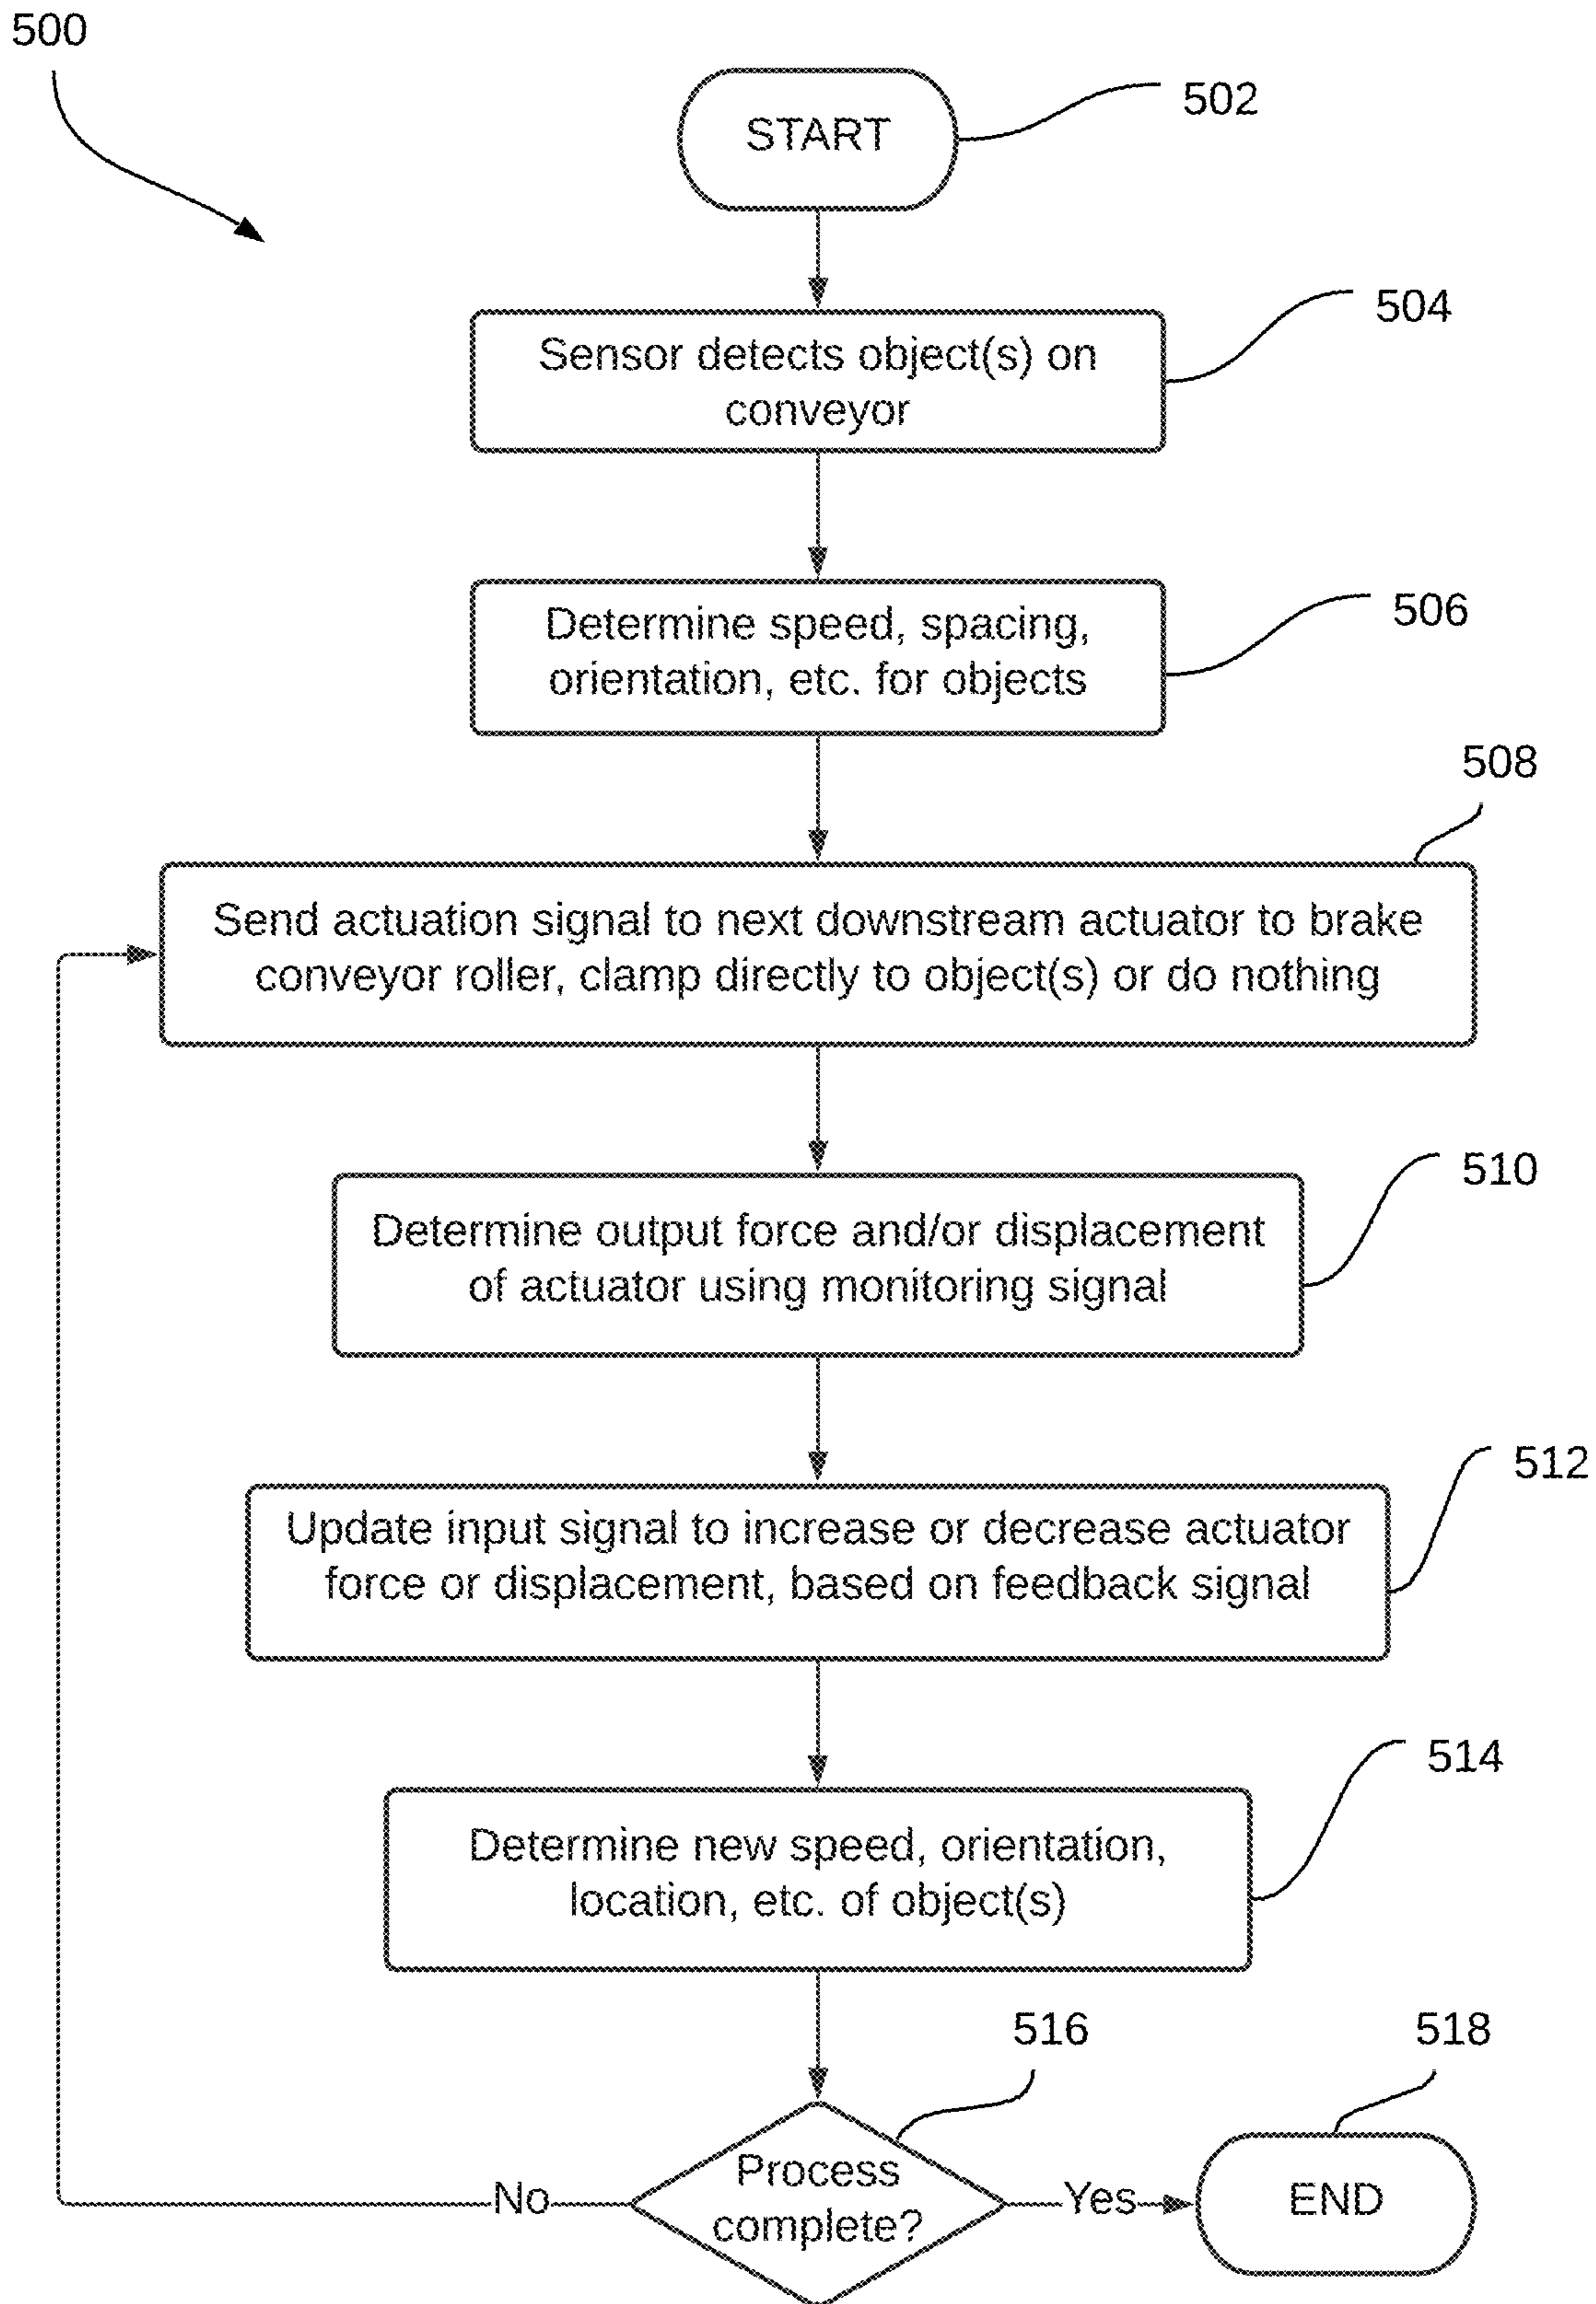 500
START
502
504
Sensor detects object(s) on
conveyor
506
Determine speed, spacing,
orientation, etc. for objects
508
Send actuation signal to next downstream actuator to brake
conveyor roller, clamp directly to object(s) or do nothing
510
Determine output force and/or displacement
of actuator using monitoring signal
512
Update input signal to increase or decrease actuator
force or displacement, based on feedback signal
514
Determine new speed, orientation,
location, etc. of object(s)
516
518
Process
complete?
No
Yes
END